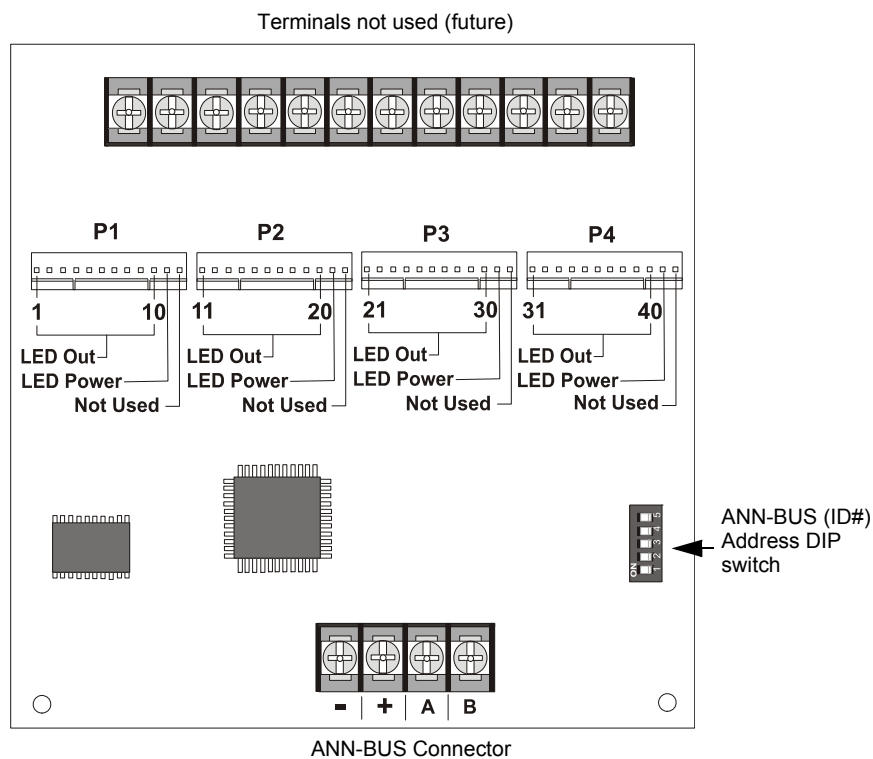 Terminals not used (future)
P1 P2 P3 P4
1 10 11 20 21 30 31 40
LED Out LED Out LED Out LED Out
LED Power LED Power LED Power LED Power
Not Used Not Used Not Used Not Used
ON 1 2 3 4 5
ANN-BUS (ID#)
Address DIP
switch
- + A B
ANN-BUS Connector